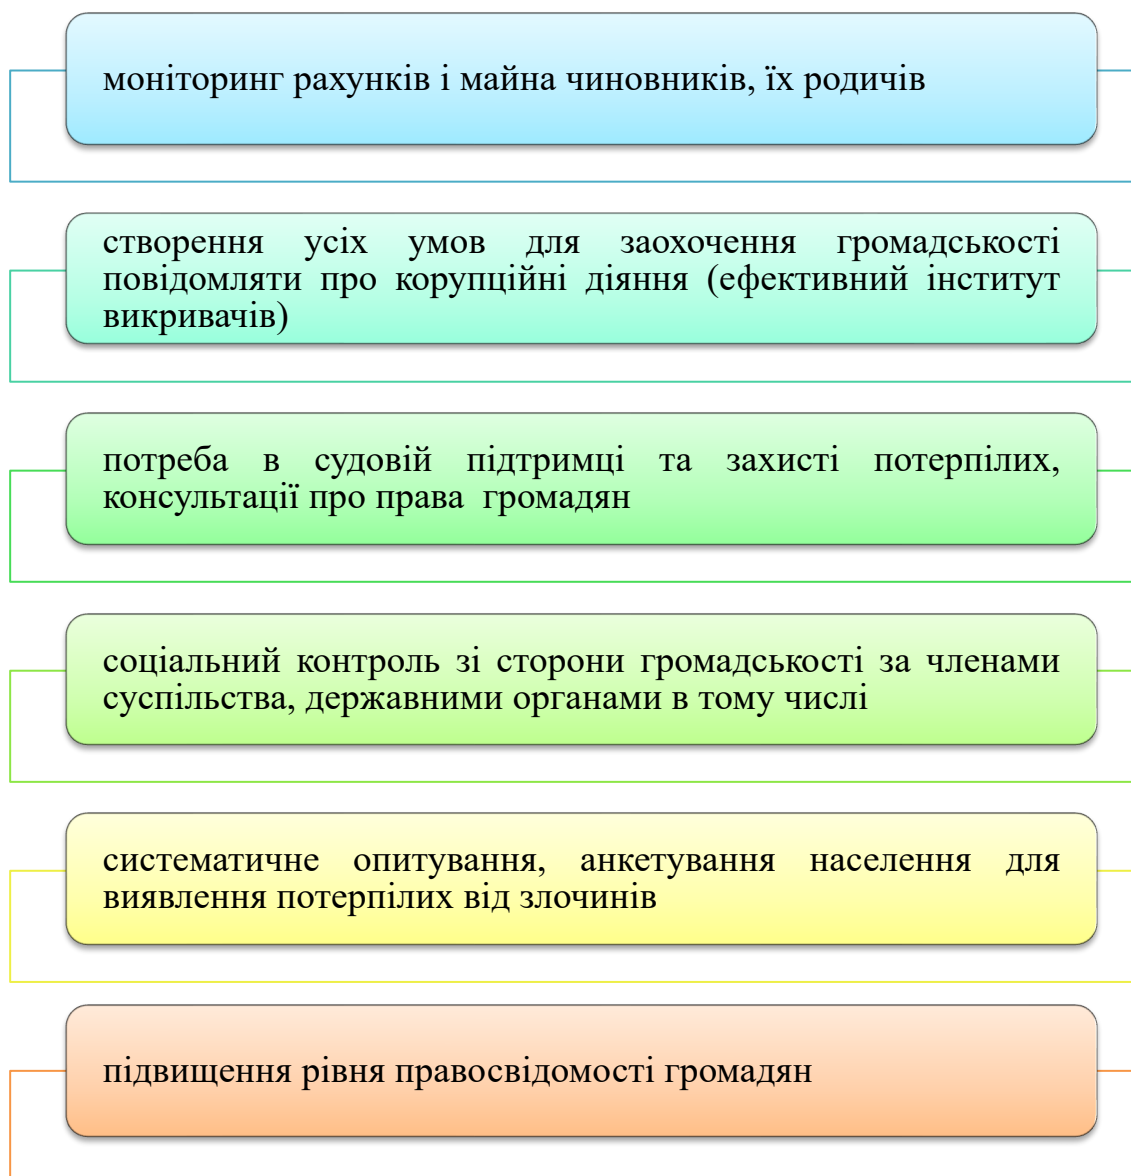 моніторинг рахунків і майна чиновників, їх родичів
створення усіх умов для заохочення громадськості
повідомляти про корупційні діяння (ефективний інститут
викривачів)
потреба в судовій підтримці та захисті потерпілих,
консультації про права громадян
соціальний контроль зі сторони громадськості за членами
суспільства, державними органами в тому числі
систематичне опитування, анкетування населення для
виявлення потерпілих від злочинів
підвищення рівня правосвідомості громадян